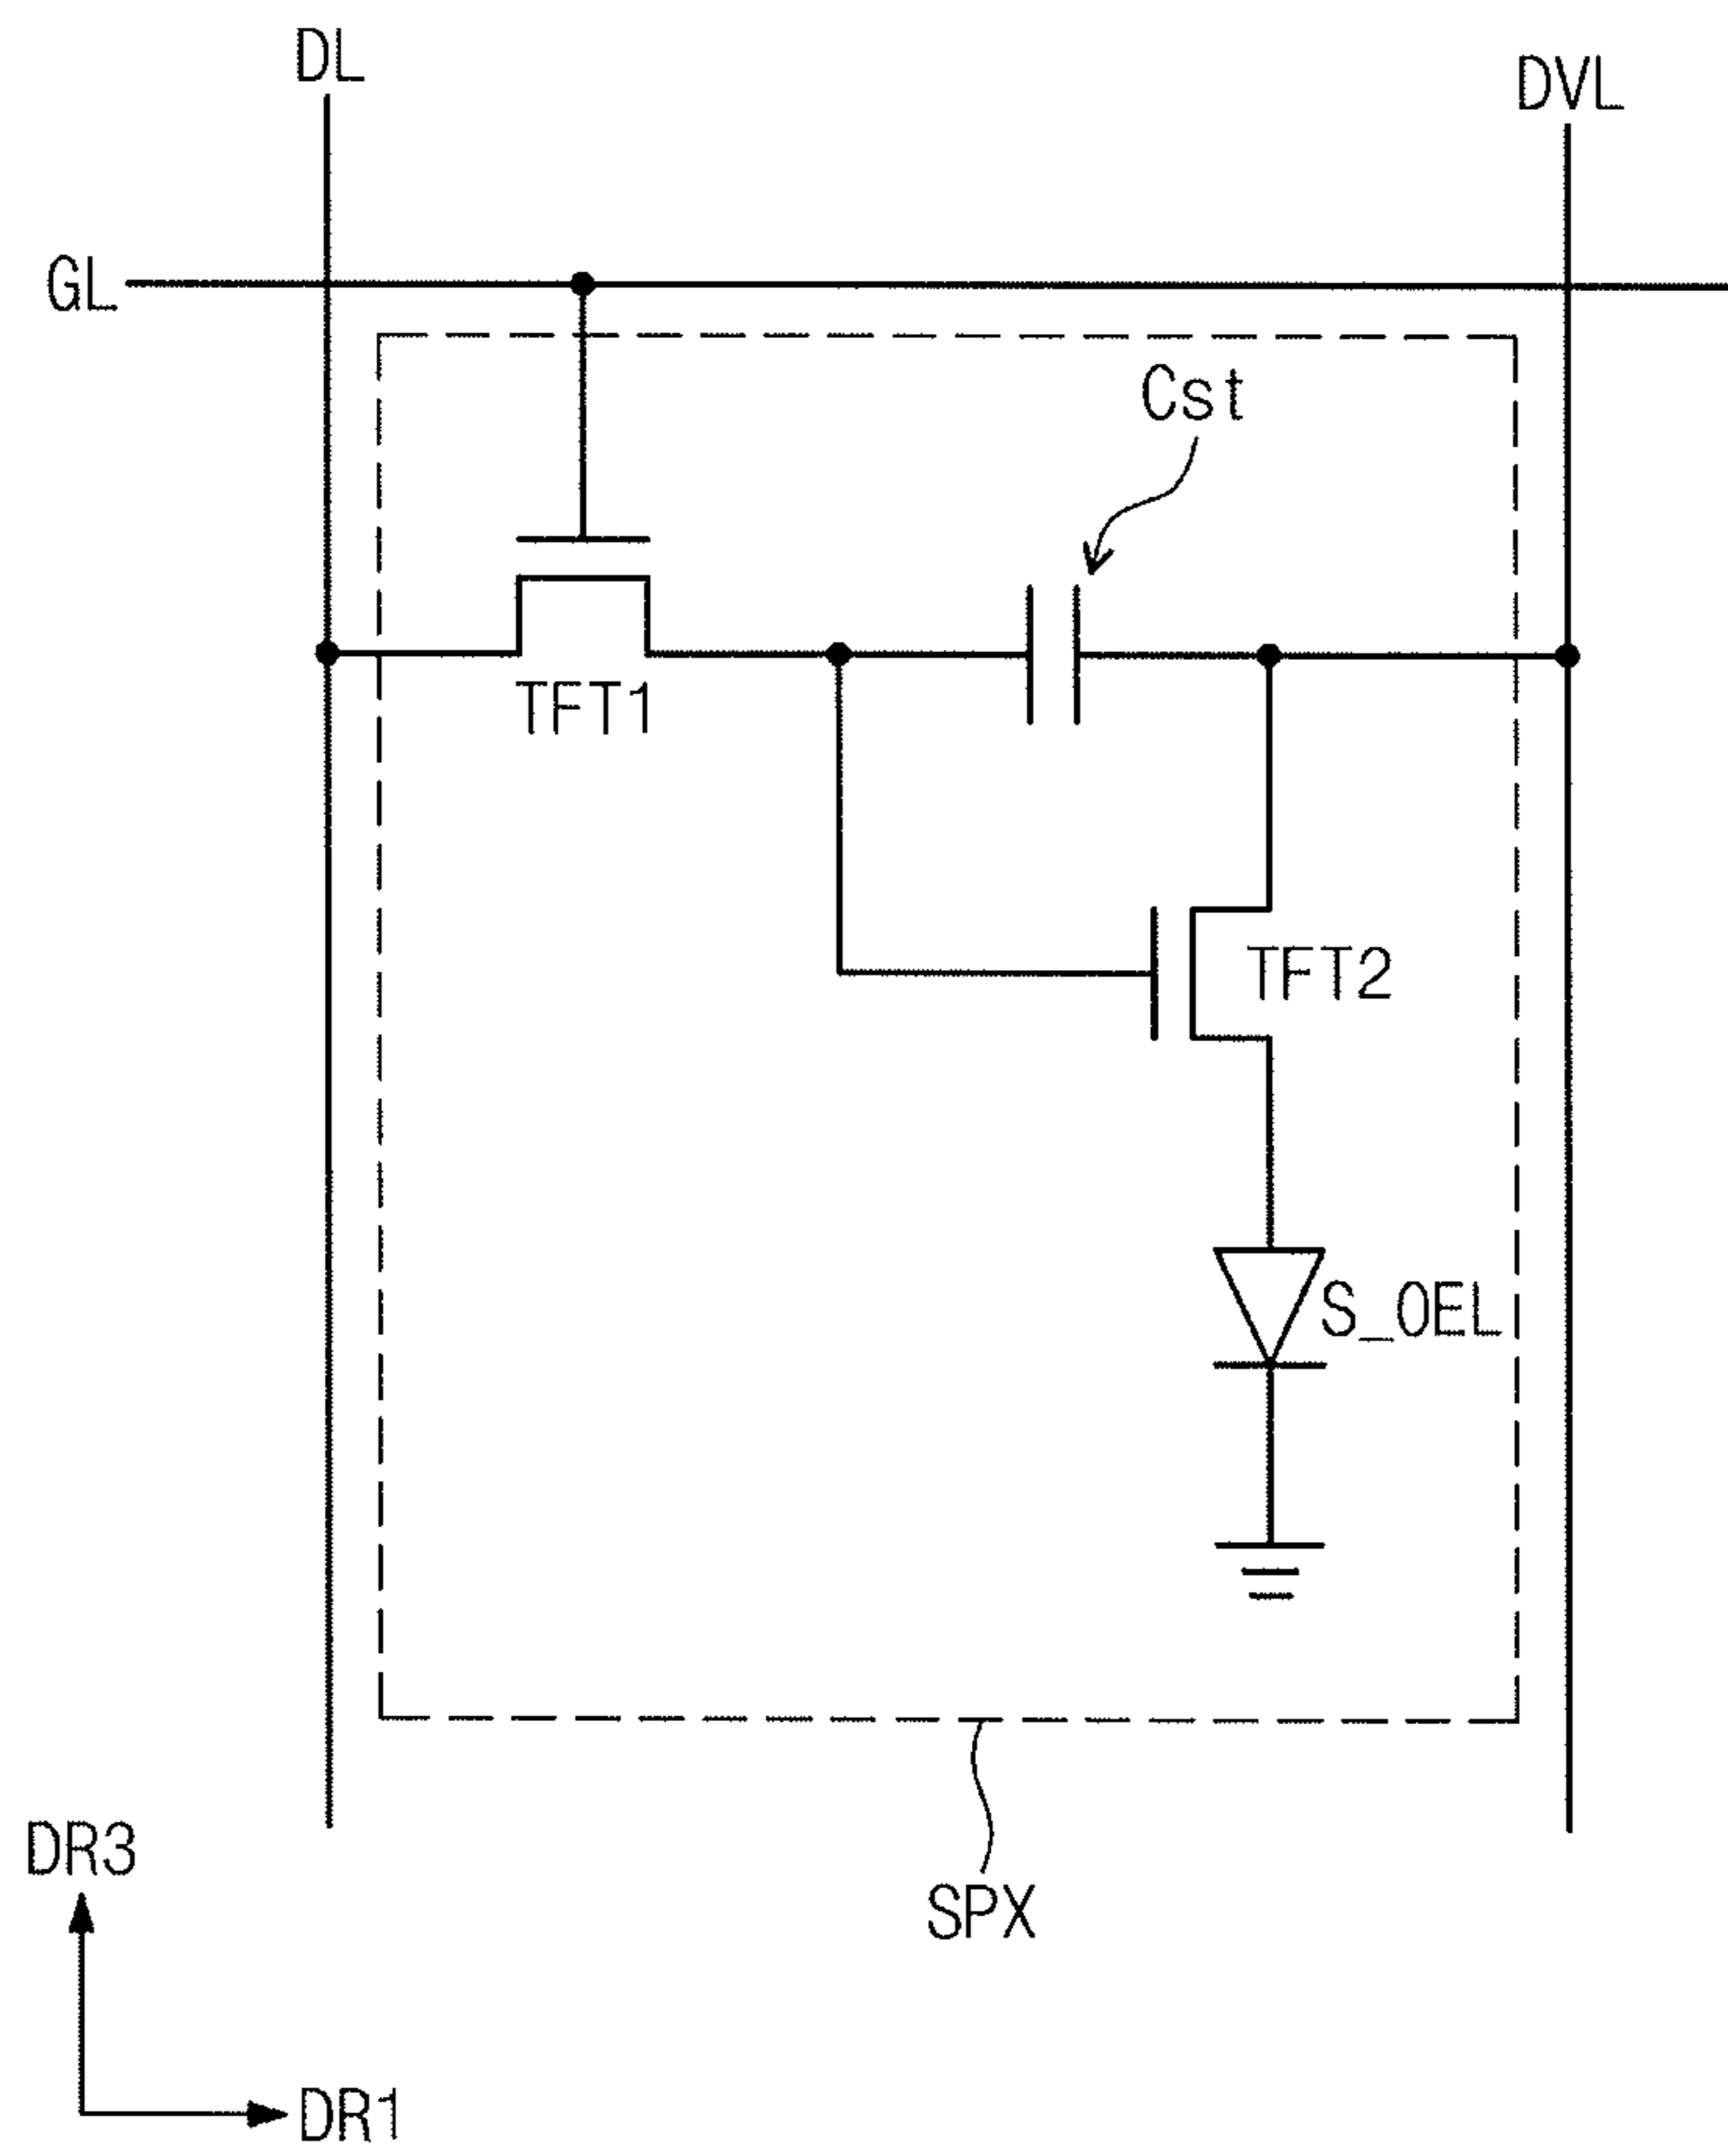 DL
DVL
GL
Cst
TFT1
TFT2
S_OEL
DR3
SPX
DR1